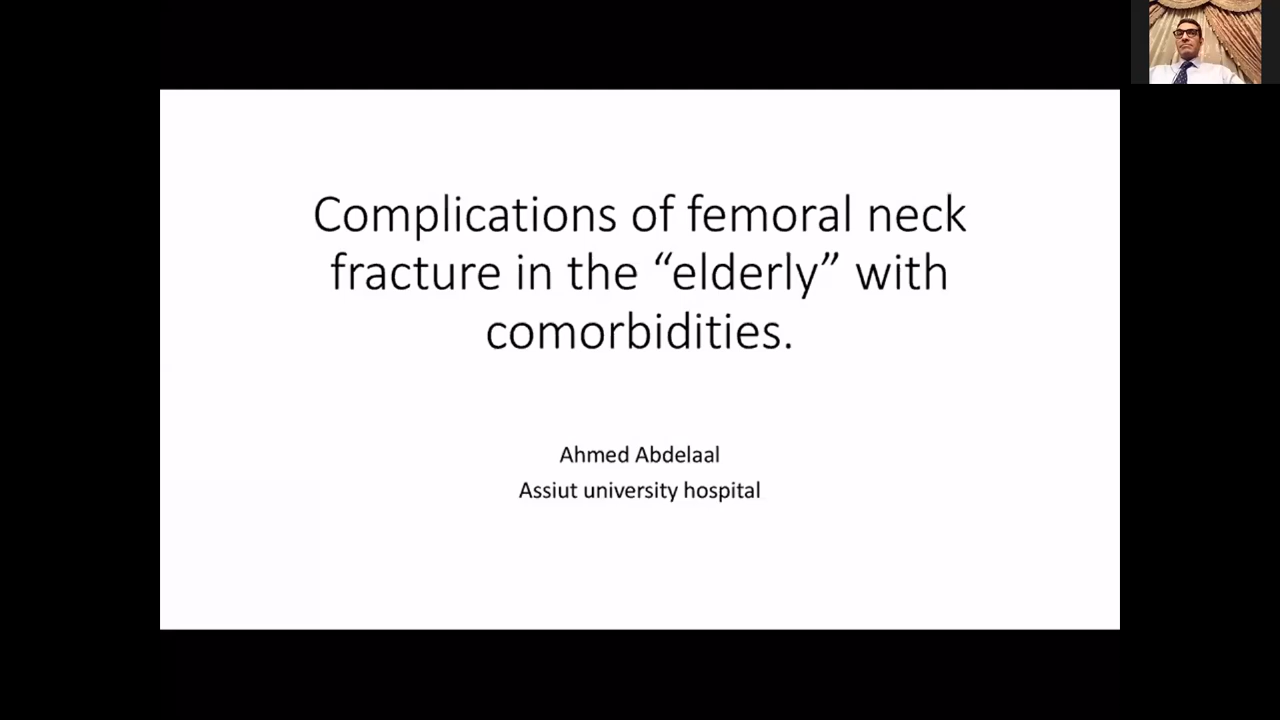 Complications of femoral neck
fracture in the “elderly” with
comorbidities.
Ahmed Abdelaal
Assiut university hospital